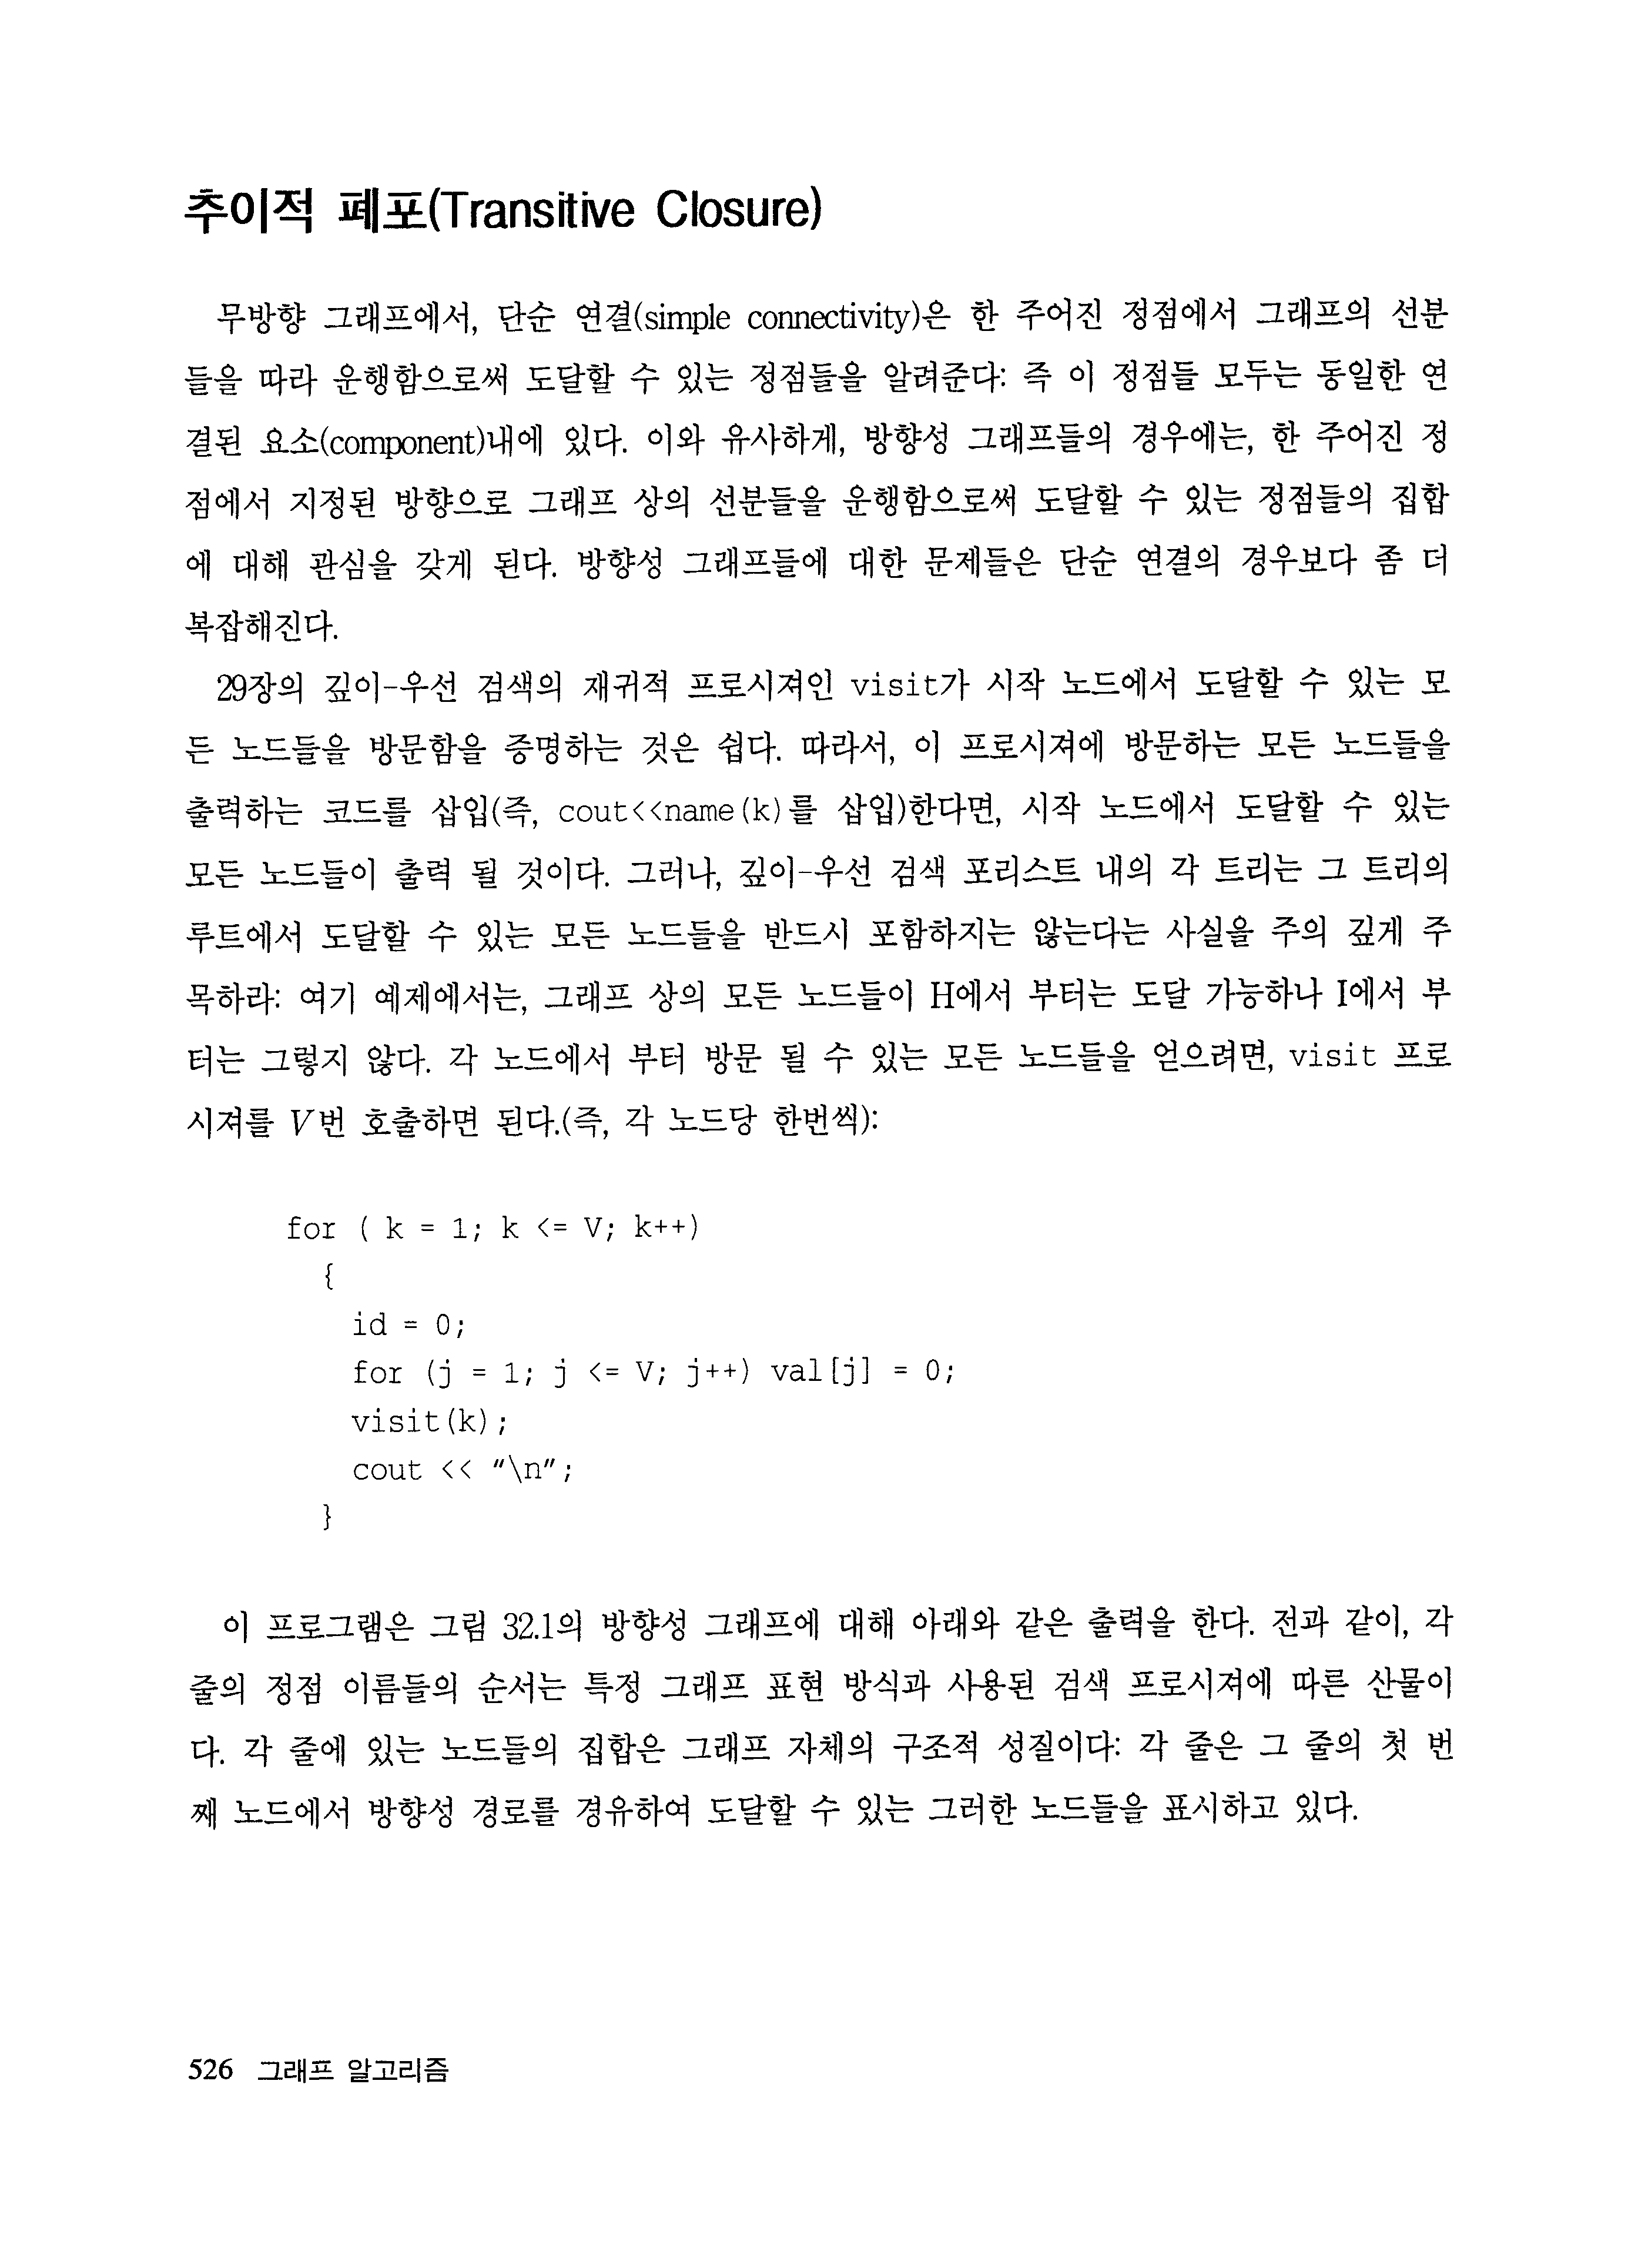 추이적 폐포(Transitive Closure)
무방향 그래프에서, 단순 연결(simple connectivity)은 한 주어진 정점에서 그래프의 선분
들을 따라 운행함으로써 도달할 수 있는 정점들을 알려준다: 즉 이 정점들 모두는 동일한 연
결된 요소(component)내에 있다. 이와 유사하게, 방향성 그래프들의 경우에는, 한 주어진 정
점에서 지정된 방향으로 그래프 상의 선분들을 운행함으로써 도달할 수 있는 정점들의 집합
에 대해 관심을 갖게 된다. 방향성 그래프들에 대한 문제들은 단순 연결의 경우보다 좀 더
복잡해진다.
29장의 깊이-우선 검색의 재귀적 프로시져인 visit가 시작 노드에서 도달할 수 있는 모
든 노드들을 방문함을 증명하는 것은 쉽다. 따라서, 이 프로시져에 방문하는 모든 노드들을
출력하는 코드를 삽입(즉, cout<<name(k)를 삽입)한다면, 시작 노드에서 도달할 수 있는
모든 노드들이 출력 될 것이다. 그러나, 깊이-우선 검색 포리스트 내의 각 트리는 그 트리의
루트에서 도달할 수 있는 모든 노드들을 반드시 포함하지는 않는다는 사실을 주의 깊게 주
목하라: 여기 예제에서는, 그래프 상의 모든 노드들이 H에서 부터는 도달 가능하나 I에서 부
터는 그렇지 않다. 각 노드에서 부터 방문 될 수 있는 모든 노드들을 얻으려면, visit 프로
시져를 V번 호출하면 된다.(즉, 각 노드당 한번씩):
for ( k = 1; k <= V; k++)
{
id = 0;
for (j = 1; j <= V; j++) val[j] = 0;
visit(k);
cout << "\n";
}
이 프로그램은 그림 32.1의 방향성 그래프에 대해 아래와 같은 출력을 한다. 전과 같이, 각
줄의 정점 이름들의 순서는 특정 그래프 표현 방식과 사용된 검색 프로시져에 따른 산물이
다. 각 줄에 있는 노드들의 집합은 그래프 자체의 구조적 성질이다: 각 줄은 그 줄의 첫 번
째 노드에서 방향성 경로를 경유하여 도달할 수 있는 그러한 노드들을 표시하고 있다.
526 그래프 알고리즘